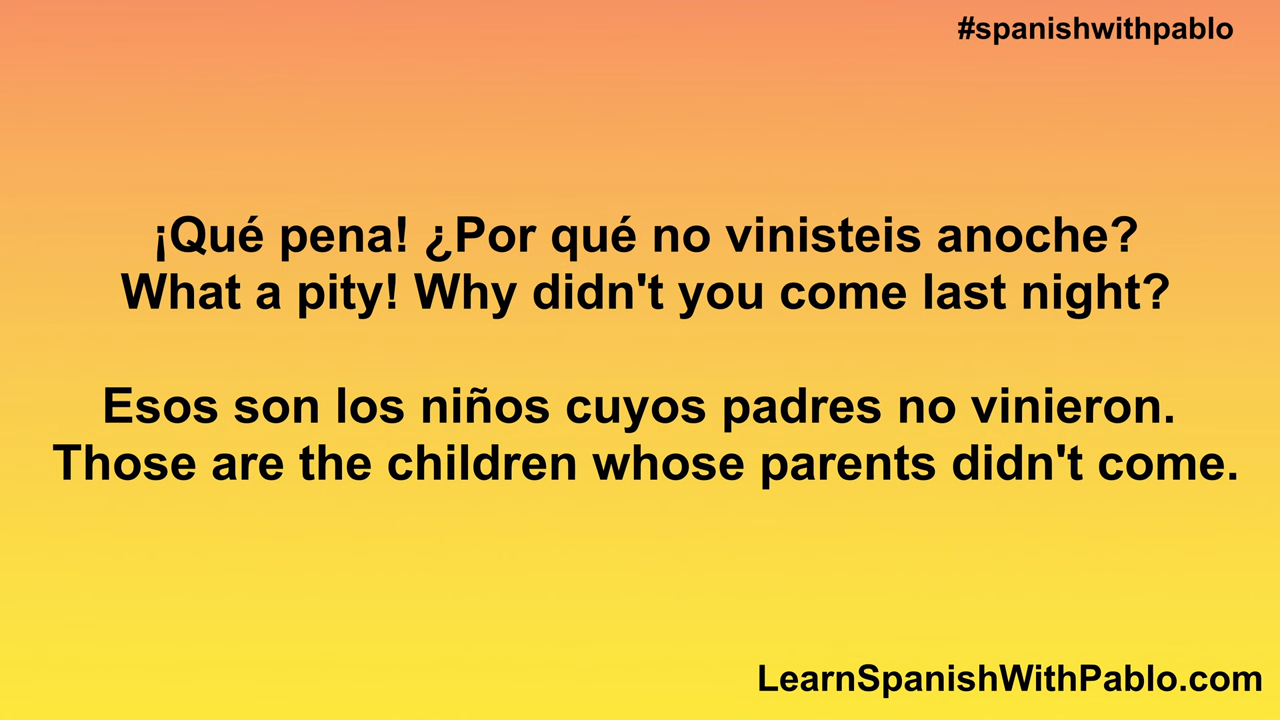 #spanishwithpablo
¡Qué pena! ¿Por qué no vinisteis anoche?
What a pity! Why didn't you come last night?
Esos son los niños cuyos padres no vinieron.
Those are the children whose parents didn't come.
LearnSpanishWithPablo.com